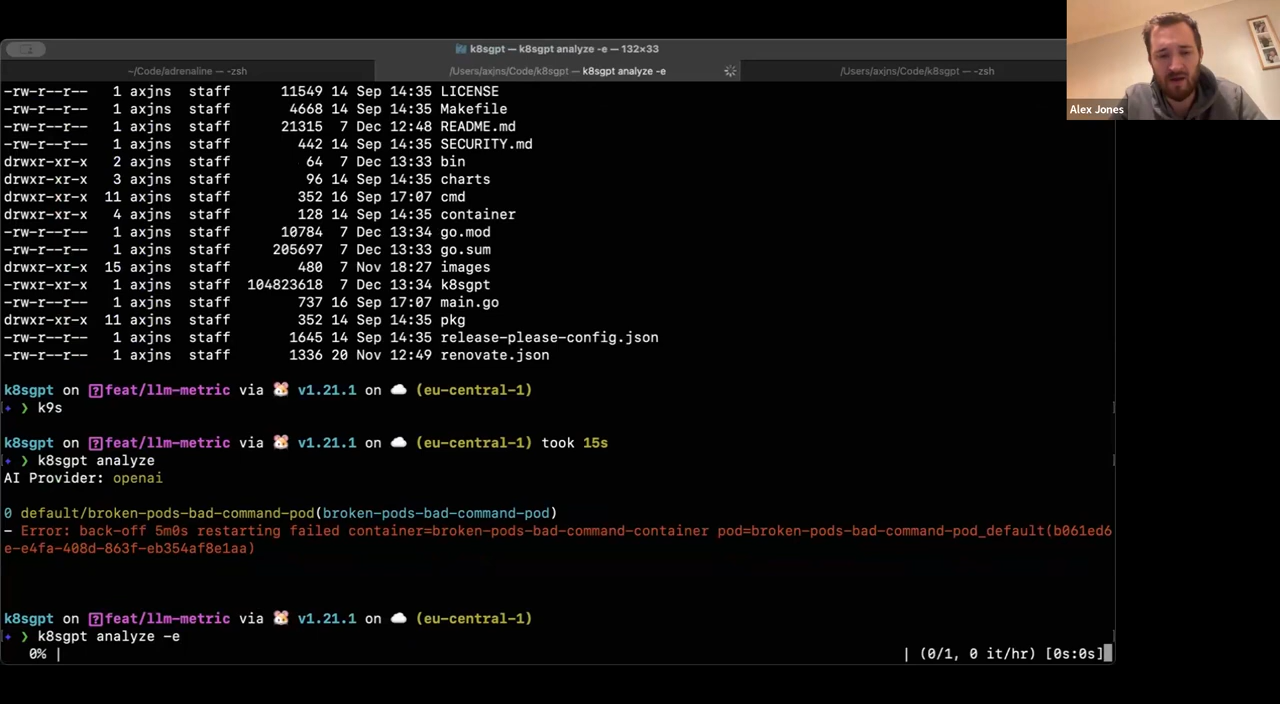 k8sgpt — k8sgpt analyze -e — 132×33
~/Code/adrenaline — -zsh
/Users/axjns/Code/k8sgpt — k8sgpt analyze -e
/Users/axjns/Code/k8sgpt — -zsh
Alex Jones
-rw-r--r-- 1 axjns staff 11549 14 Sep 14:35 LICENSE
-rw-r--r-- 1 axjns staff 4668 14 Sep 14:35 Makefile
-rw-r--r-- 1 axjns staff 21315 7 Dec 12:48 README.md
-rw-r--r-- 1 axjns staff 442 14 Sep 14:35 SECURITY.md
drwxr-xr-x 2 axjns staff 64 7 Dec 13:33 bin
drwxr-xr-x 3 axjns staff 96 14 Sep 14:35 charts
drwxr-xr-x 11 axjns staff 352 16 Sep 17:07 cmd
drwxr-xr-x 4 axjns staff 128 14 Sep 14:35 container
-rw-r--r-- 1 axjns staff 10784 7 Dec 13:34 go.mod
-rw-r--r-- 1 axjns staff 205697 7 Dec 13:33 go.sum
drwxr-xr-x 15 axjns staff 480 7 Nov 18:27 images
-rwxr-xr-x 1 axjns staff 104823618 7 Dec 13:34 k8sgpt
-rw-r--r-- 1 axjns staff 737 16 Sep 17:07 main.go
drwxr-xr-x 11 axjns staff 352 14 Sep 14:35 pkg
-rw-r--r-- 1 axjns staff 1645 14 Sep 14:35 release-please-config.json
-rw-r--r-- 1 axjns staff 1336 20 Nov 12:49 renovate.json
k8sgpt on ?feat/llm-metric via 🐹 v1.21.1 on ☁️ (eu-central-1)
❯ k9s
k8sgpt on ?feat/llm-metric via 🐹 v1.21.1 on ☁️ (eu-central-1) took 15s
❯ k8sgpt analyze
AI Provider: openai
0 default/broken-pods-bad-command-pod(broken-pods-bad-command-pod)
- Error: back-off 5m0s restarting failed container=broken-pods-bad-command-container pod=broken-pods-bad-command-pod_default(b061ed6
e-e4fa-408d-863f-eb354af8e1aa)
k8sgpt on ?feat/llm-metric via 🐹 v1.21.1 on ☁️ (eu-central-1)
❯ k8sgpt analyze -e
0% | | (0/1, 0 it/hr) [0s:0s]